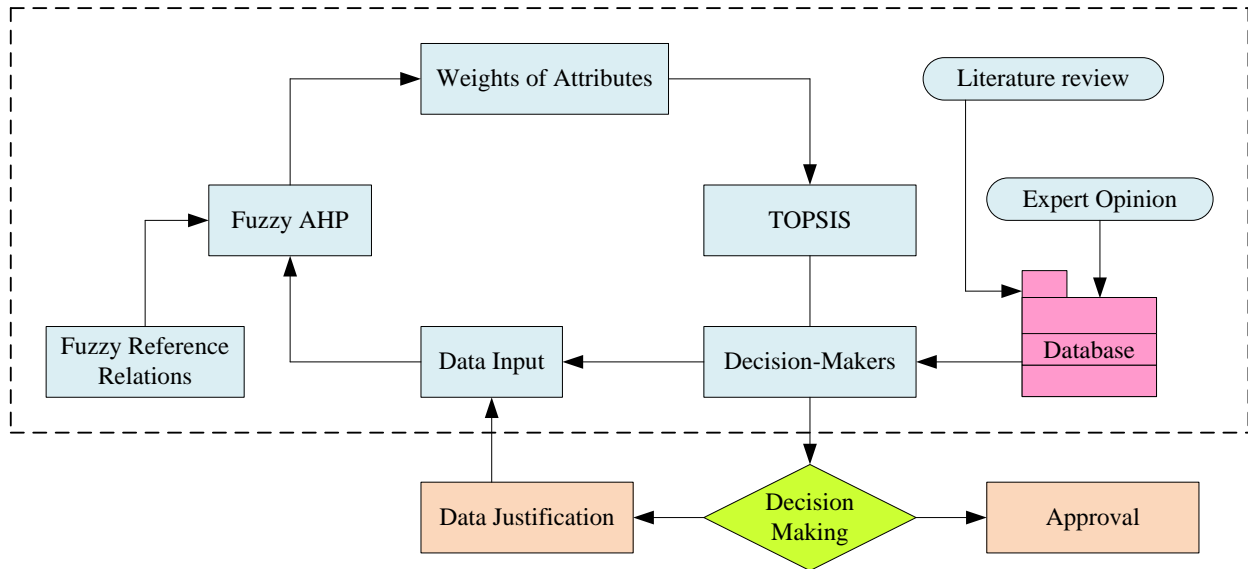 Weights of Attributes
Literature review
Fuzzy AHP
TOPSIS
Expert Opinion
Fuzzy Reference
Relations
Data Input
Decision-Makers
Database
Data Justification
Decision
Making
Approval